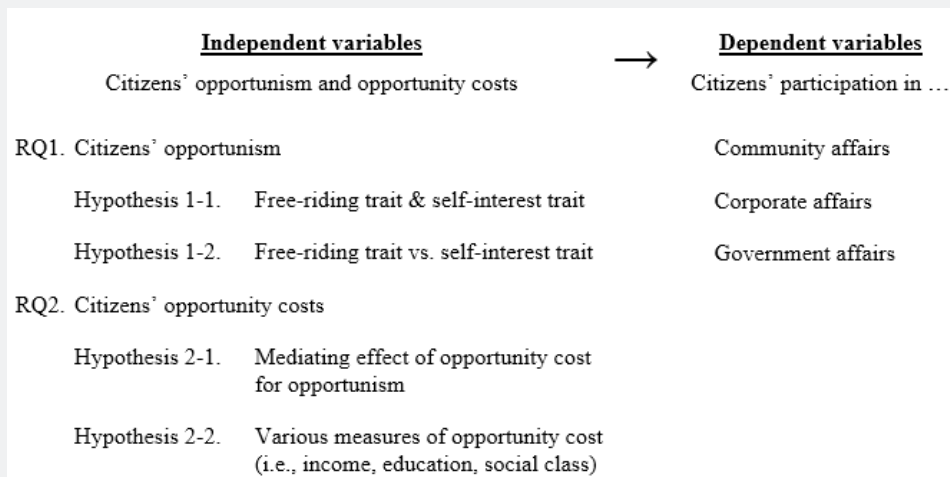 Independent variables → Dependent variables
Citizens’ opportunism and opportunity costs Citizens’ participation in …
RQ1. Citizens’ opportunism Community affairs
Hypothesis 1-1. Free-riding trait & self-interest trait Corporate affairs
Hypothesis 1-2. Free-riding trait vs. self-interest trait Government affairs
RQ2. Citizens’ opportunity costs
Hypothesis 2-1. Mediating effect of opportunity cost
for opportunism
Hypothesis 2-2. Various measures of opportunity cost
(i.e., income, education, social class)